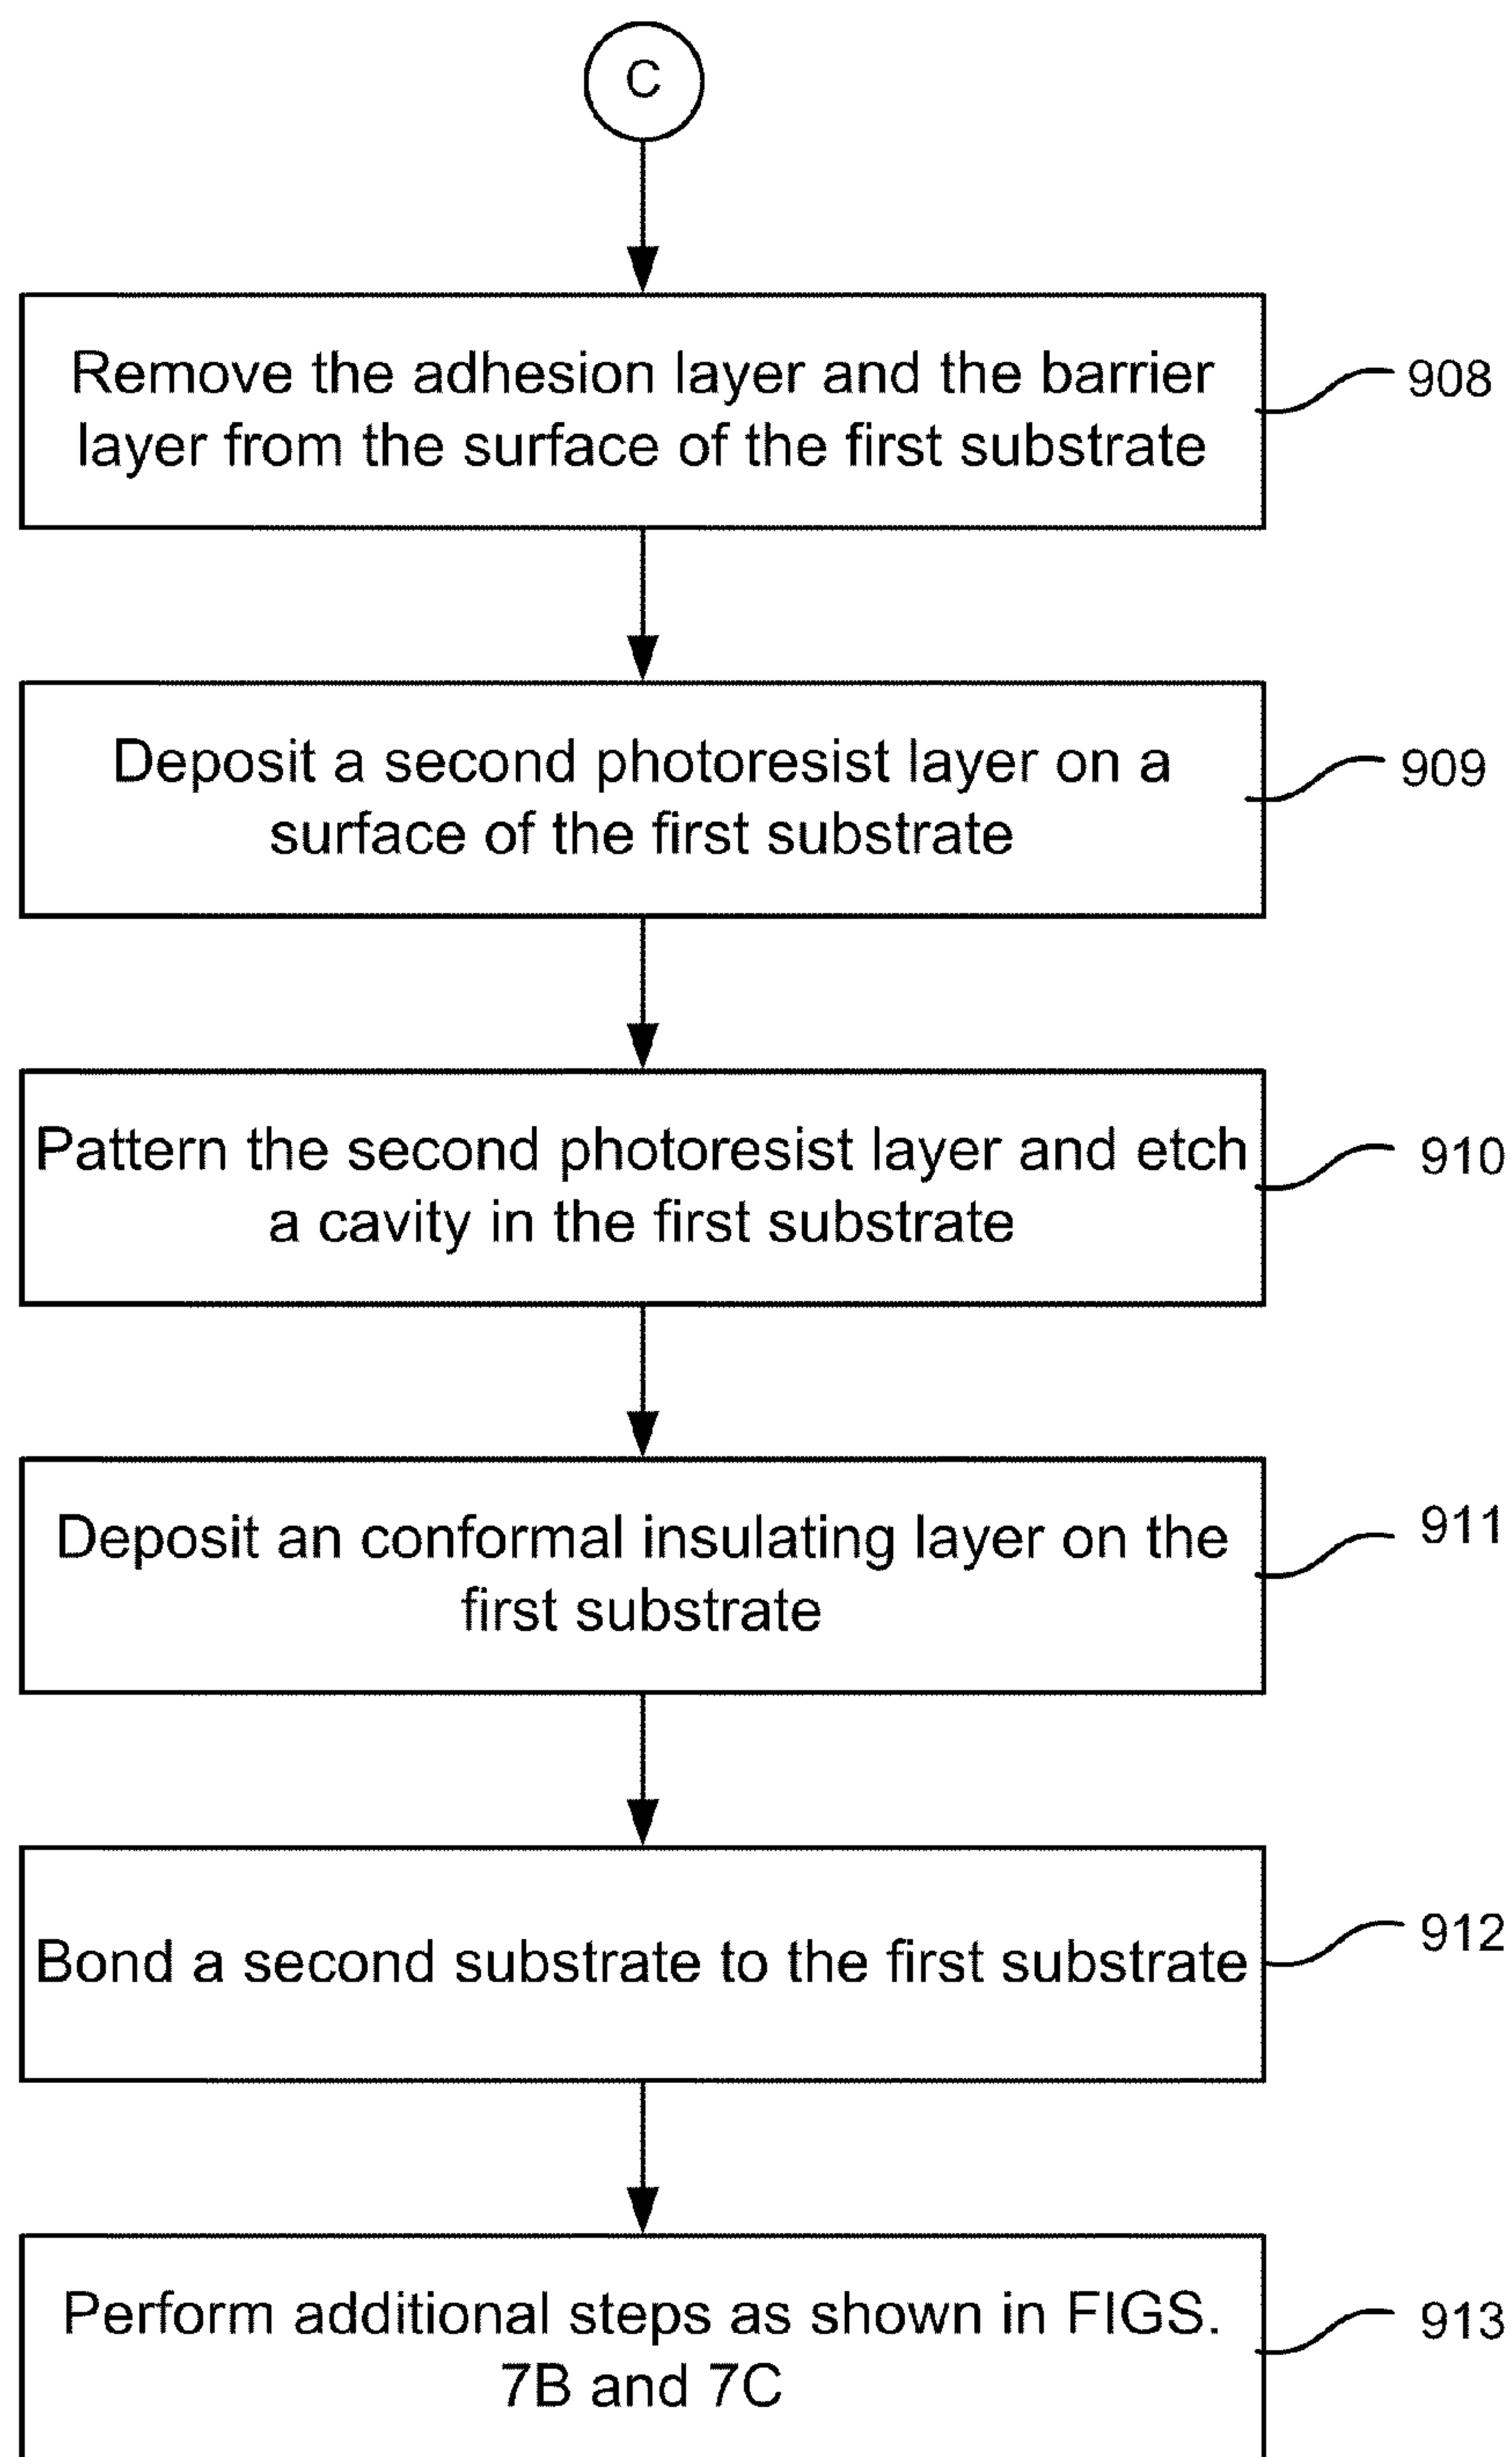 C
Remove the adhesion layer and the barrier
layer from the surface of the first substrate
908
Deposit a second photoresist layer on a
surface of the first substrate
909
Pattern the second photoresist layer and etch
a cavity in the first substrate
910
Deposit an conformal insulating layer on the
first substrate
911
Bond a second substrate to the first substrate
912
Perform additional steps as shown in FIGS.
7B and 7C
913